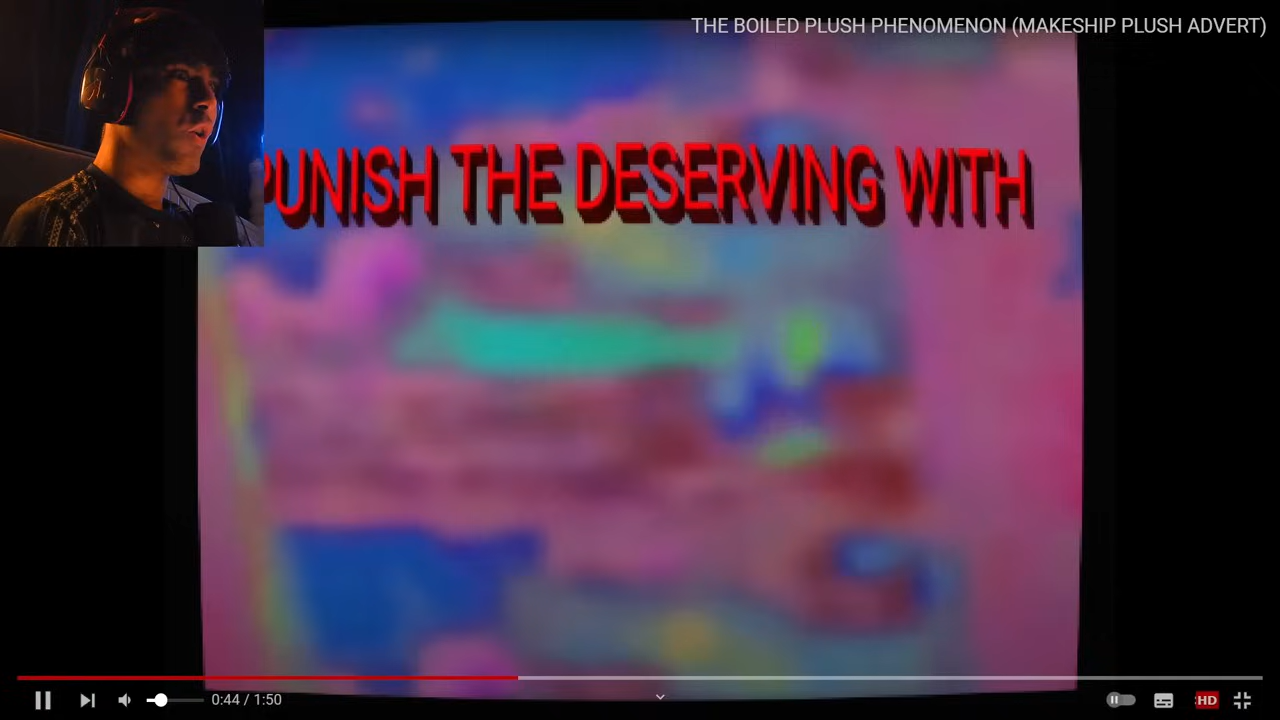 THE BOILED PLUSH PHENOMENON (MAKESHIP PLUSH ADVERT)
PUNISH THE DESERVING WITH
0:44 / 1:50
HD